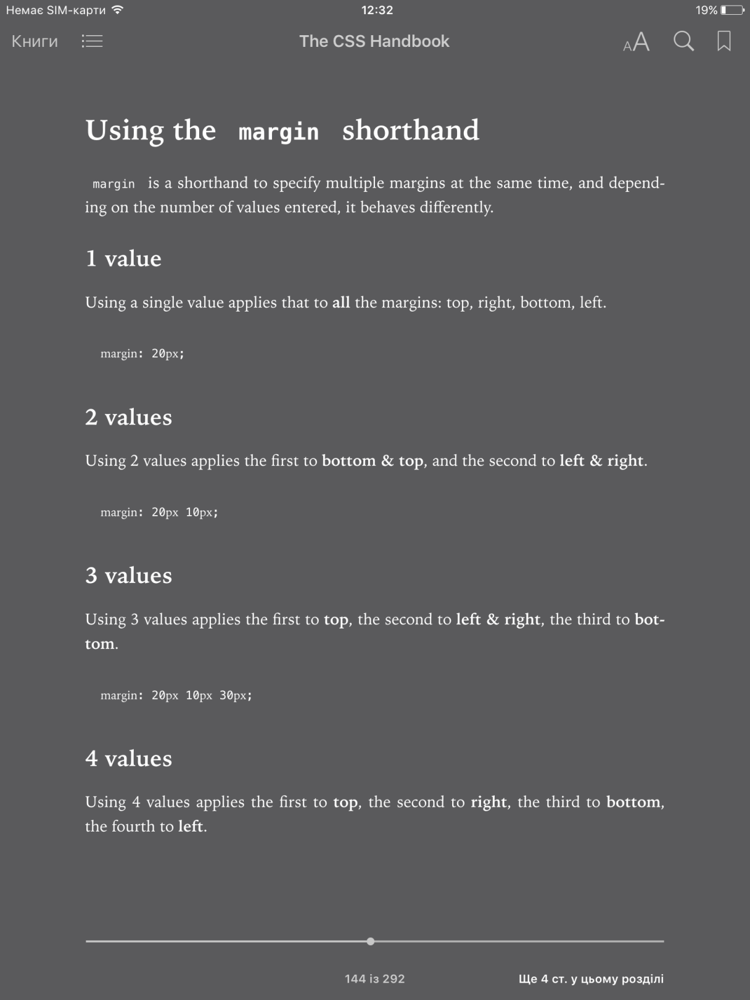 Немає SIM-карти 12:32 19%
Книги The CSS Handbook AA
Using the margin shorthand
margin is a shorthand to specify multiple margins at the same time, and depend-
ing on the number of values entered, it behaves differently.
1 value
Using a single value applies that to all the margins: top, right, bottom, left.
margin: 20px;
2 values
Using 2 values applies the first to bottom & top, and the second to left & right.
margin: 20px 10px;
3 values
Using 3 values applies the first to top, the second to left & right, the third to bot-
tom.
margin: 20px 10px 30px;
4 values
Using 4 values applies the first to top, the second to right, the third to bottom,
the fourth to left.
144 із 292 Ще 4 ст. у цьому розділі